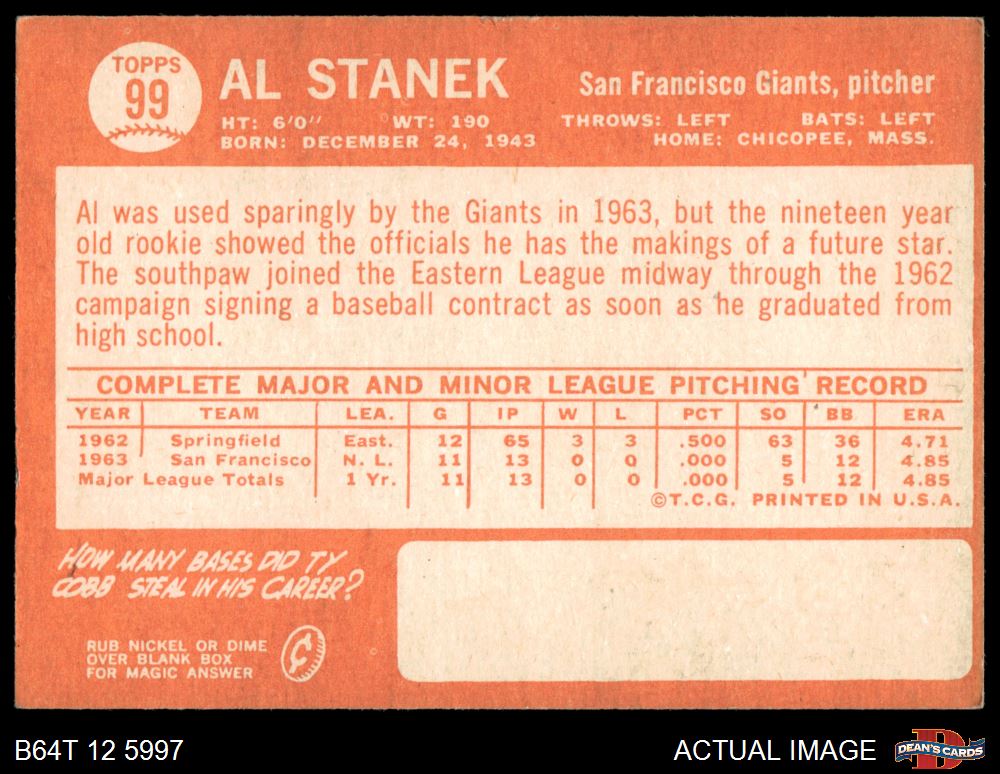 TOPPS
99
AL STANEK
San Francisco Giants, pitcher
HT: 6'0" WT: 190 THROWS: LEFT BATS: LEFT
BORN: DECEMBER 24, 1943 HOME: CHICOPEE, MASS.
Al was used sparingly by the Giants in 1963, but the nineteen year
old rookie showed the officials he has the makings of a future star.
The southpaw joined the Eastern League midway through the 1962
campaign signing a baseball contract as soon as he graduated from
high school.
COMPLETE MAJOR AND MINOR LEAGUE PITCHING RECORD
YEAR TEAM LEA. G IP W L PCT SO BB ERA
1962 Springfield East. 12 65 3 3 .500 63 36 4.71
1963 San Francisco N. L. 11 13 0 0 .000 5 12 4.85
Major League Totals 1 Yr. 11 13 0 0 .000 5 12 4.85
©T.C.G. PRINTED IN U.S.A.
HOW MANY BASES DID TY
COBB STEAL IN HIS CAREER?
RUB NICKEL OR DIME
OVER BLANK BOX
FOR MAGIC ANSWER
¢
B64T 12 5997
ACTUAL IMAGE
D
DEAN'S CARDS